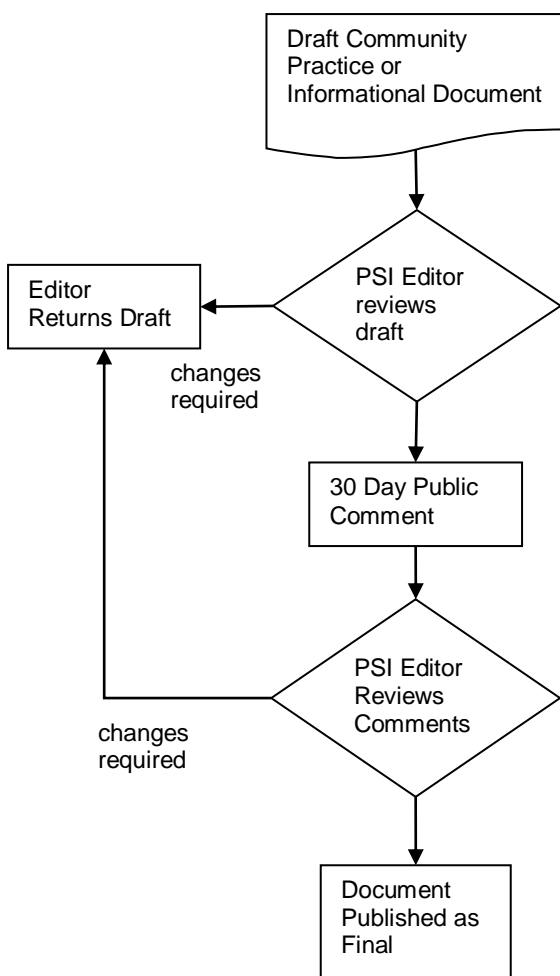 Draft Community
Practice or
Informational Document
PSI Editor
reviews
draft
Editor
Returns Draft
changes
required
30 Day Public
Comment
PSI Editor
Reviews
Comments
changes
required
Document
Published as
Final